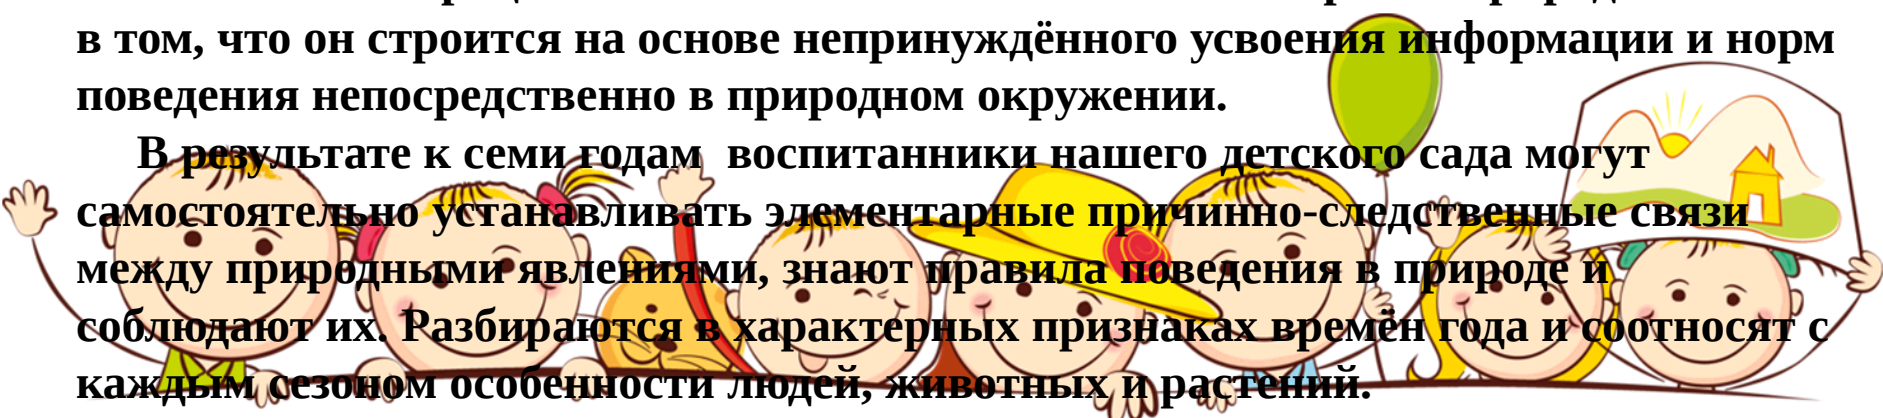 в том, что он строится на основе непринуждённого усвоения информации и норм
поведения непосредственно в природном окружении.
В результате к семи годам воспитанники нашего детского сада могут
самостоятельно устанавливать элементарные причинно-следственные связи
между природными явлениями, знают правила поведения в природе и
соблюдают их. Разбираются в характерных признаках времён года и соотносят с
каждым сезоном особенности людей, животных и растений.